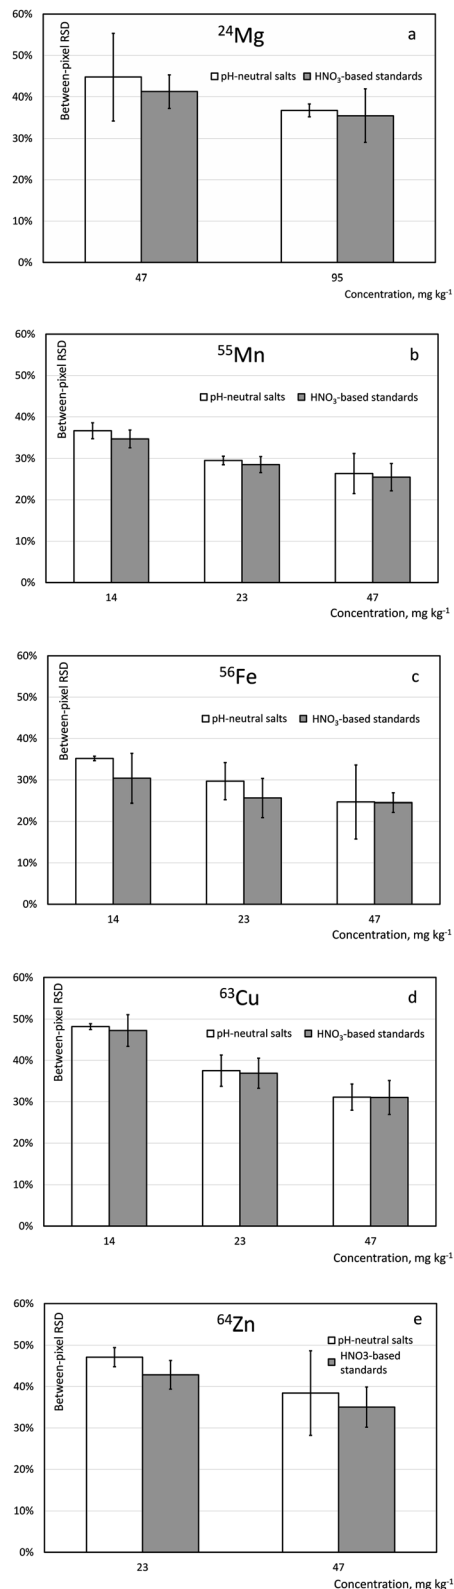 60%
50%
40%
30%
20%
10%
0%
Between-pixel RSD
²⁴Mg
a
pH-neutral salts
HNO₃-based standards
47
95
Concentration, mg kg⁻¹
60%
50%
40%
30%
20%
10%
0%
Between-pixel RSD
⁵⁵Mn
b
pH-neutral salts
HNO₃-based standards
14
23
47
Concentration, mg kg⁻¹
60%
50%
40%
30%
20%
10%
0%
Between-pixel RSD
⁵⁶Fe
c
pH-neutral salts
HNO₃-based standards
14
23
47
Concentration, mg kg⁻¹
60%
50%
40%
30%
20%
10%
0%
Between-pixel RSD
⁶³Cu
d
pH-neutral salts
HNO₃-based standards
14
23
47
Concentration, mg kg⁻¹
60%
50%
40%
30%
20%
10%
0%
Between-pixel RSD
⁶⁴Zn
e
pH-neutral salts
HNO3-based
standards
23
47
Concentration, mg kg⁻¹